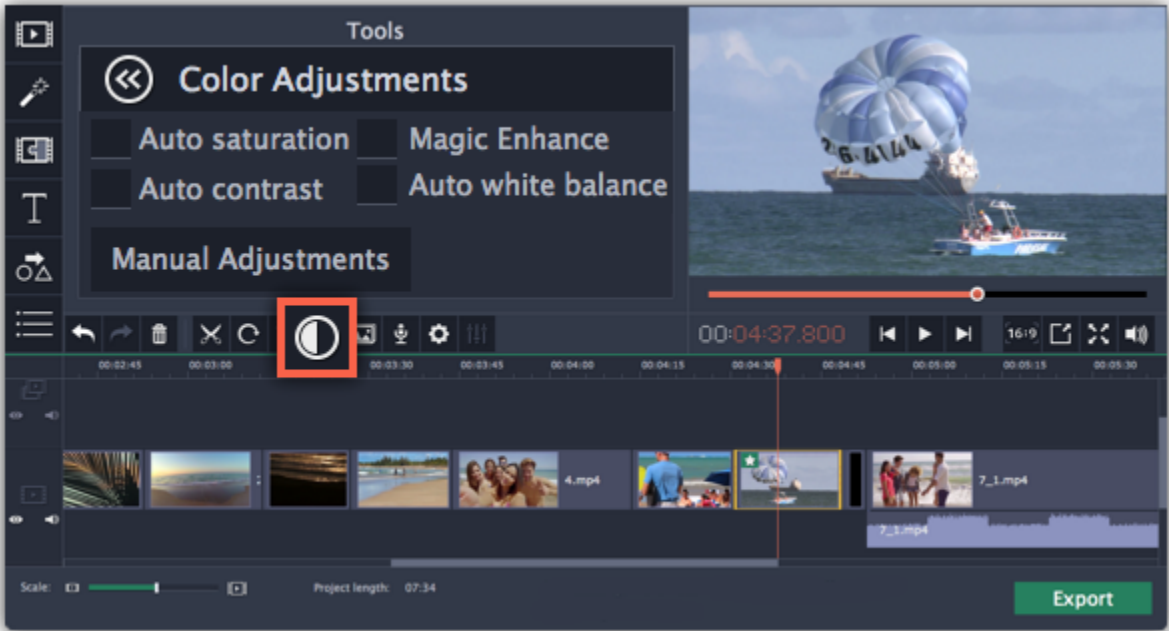 Tools
Color Adjustments
Auto saturation
Magic Enhance
Auto contrast
Auto white balance
Manual Adjustments
T
00:04:37.800
16:9
00:02:45 00:03:00 00:03:30 00:03:45 00:04:00 00:04:15 00:04:30 00:04:45 00:05:00 00:05:15 00:05:30
4.mp4
7_1.mp4
7_1.mp4
Scale:
Project length: 07:34
Export